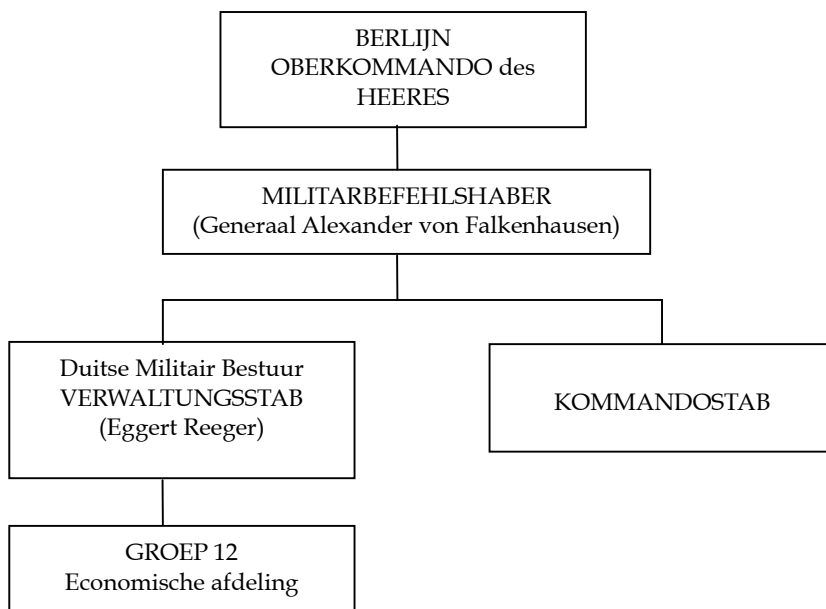 BERLIJN
OBERKOMMANDO des
HEERES
MILITARBEFEHLSHABER
(Generaal Alexander von Falkenhausen)
Duitse Militair Bestuur
VERWALTUNGSSTAB
(Eggert Reeger)
KOMMANDOSTAB
GROEP 12
Economische afdeling